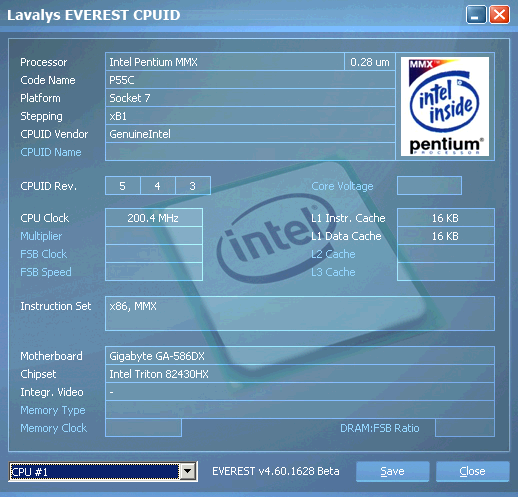 Lavalys EVEREST CPUID
Processor Intel Pentium MMX 0.28 um
Code Name P55C
Platform Socket 7
Stepping xB1
CPUID Vendor GenuineIntel
CPUID Name
MMX™
intel
inside
pentium®
PROCESSOR
CPUID Rev. 5 4 3 Core Voltage
CPU Clock 200.4 MHz L1 Instr. Cache 16 KB
Multiplier L1 Data Cache 16 KB
FSB Clock L2 Cache
FSB Speed L3 Cache
intel
Instruction Set x86, MMX
Motherboard Gigabyte GA-586DX
Chipset Intel Triton 82430HX
Integr. Video -
Memory Type
Memory Clock DRAM:FSB Ratio
CPU #1 EVEREST v4.60.1628 Beta Save Close